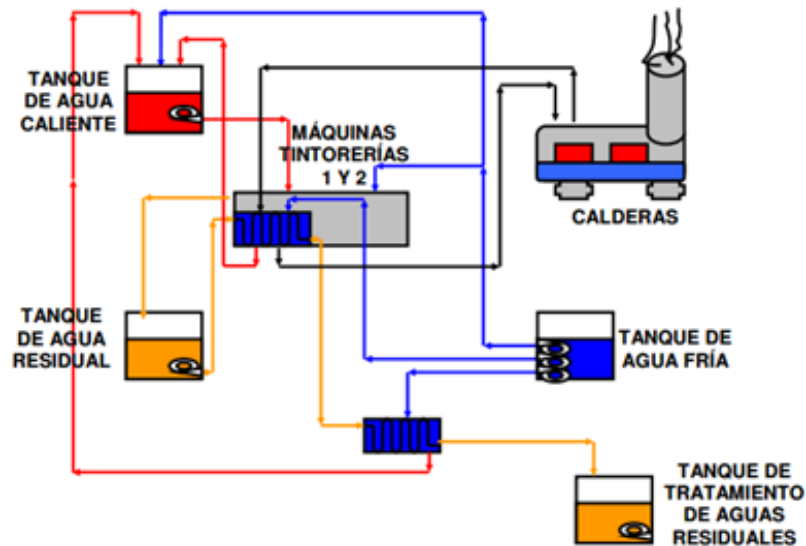 TANQUE
DE AGUA
CALIENTE
MÁQUINAS
TINTORERÍAS
1 Y 2
CALDERAS
TANQUE
DE AGUA
RESIDUAL
TANQUE DE
AGUA FRÍA
TANQUE DE
TRATAMIENTO
DE AGUAS
RESIDUALES